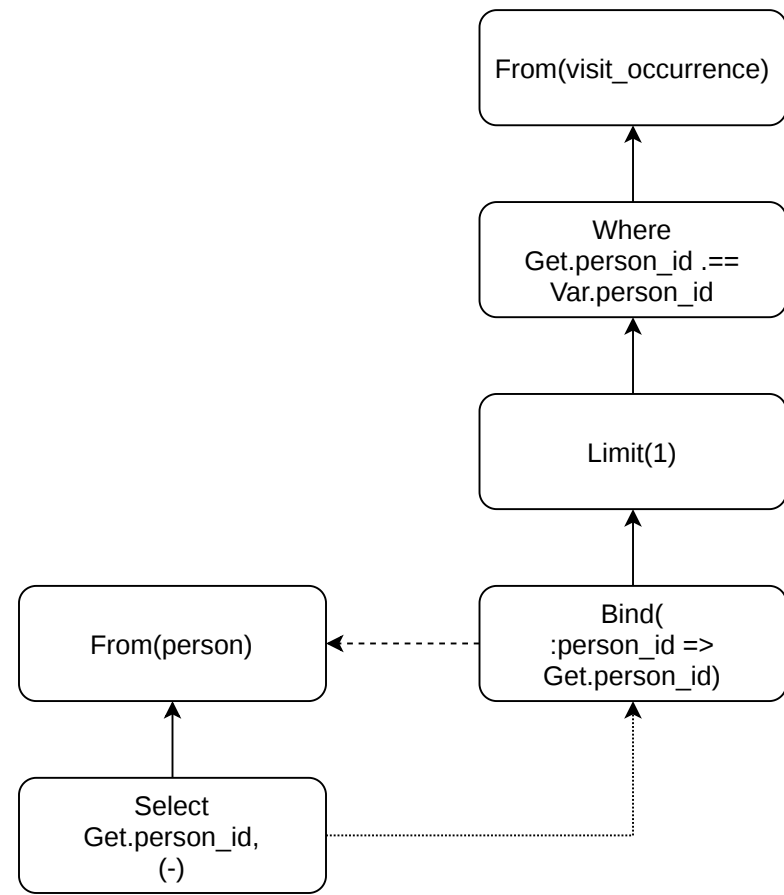 From(visit_occurrence)
Where
Get.person_id .==
Var.person_id
Limit(1)
From(person)
Bind(
:person_id =>
Get.person_id)
Select
Get.person_id,
(-)